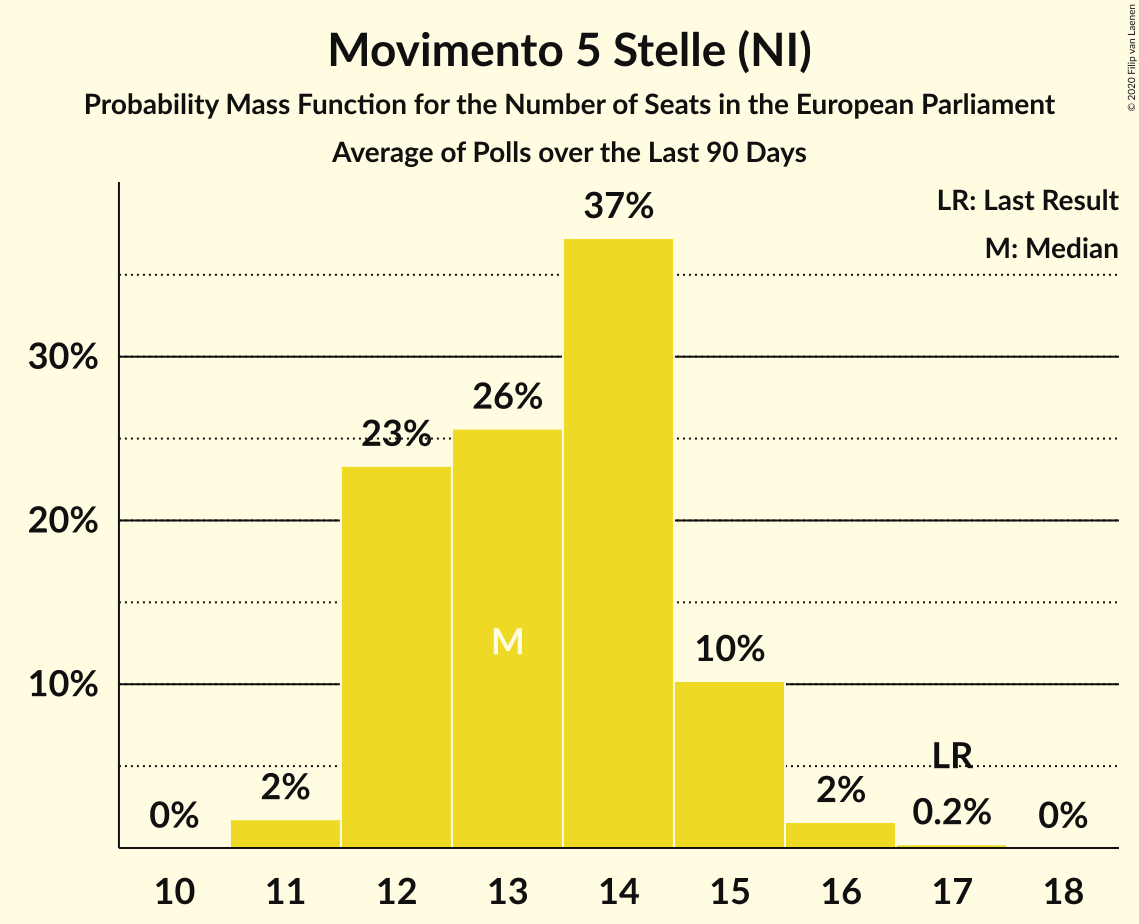 Movimento 5 Stelle (NI)
Probability Mass Function for the Number of Seats in the European Parliament
Average of Polls over the Last 90 Days
© 2020 Filip van Laenen
LR: Last Result
M: Median
37%
30%
26%
23%
20%
M
10%
10%
LR
2%
2%
0.2%
0%
0%
10 11 12 13 14 15 16 17 18